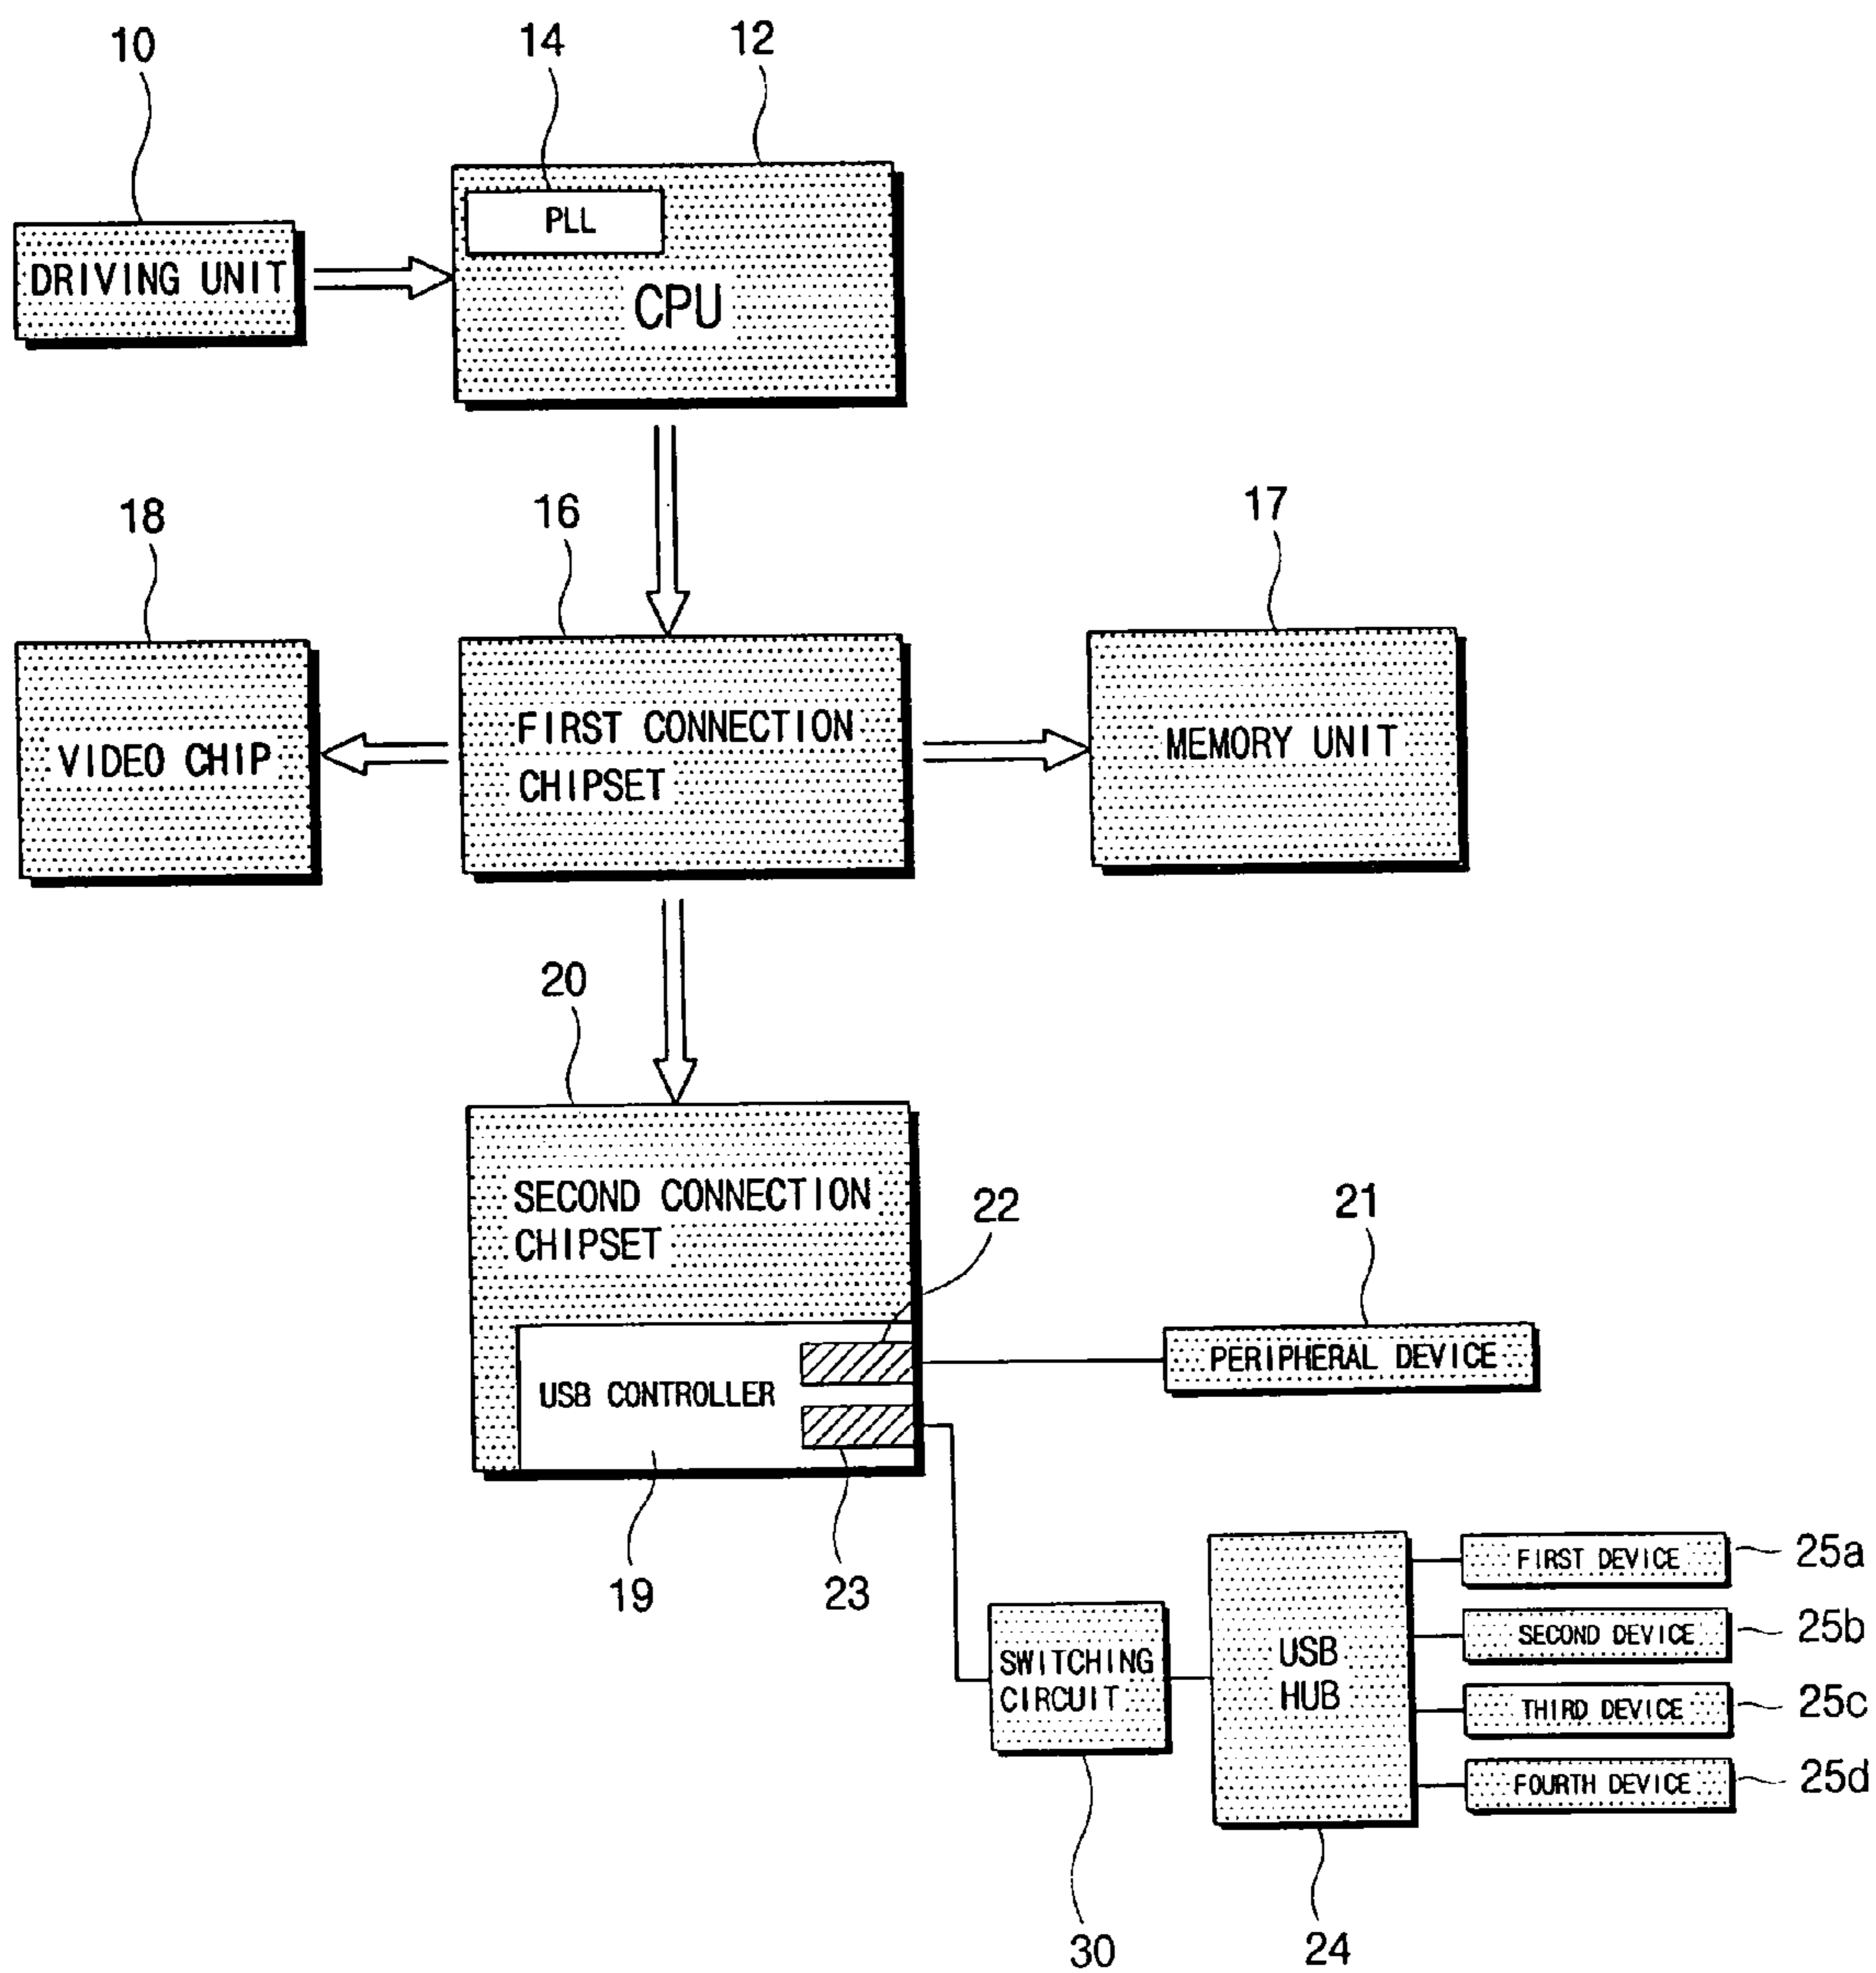 10
14
12
PLL
DRIVING UNIT
CPU
18
16
17
VIDEO CHIP
FIRST CONNECTION
CHIPSET
MEMORY UNIT
20
SECOND CONNECTION
CHIPSET
22
21
USB CONTROLLER
PERIPHERAL DEVICE
19
23
SWITCHING
CIRCUIT
USB
HUB
FIRST DEVICE
25a
SECOND DEVICE
25b
THIRD DEVICE
25c
FOURTH DEVICE
25d
30
24